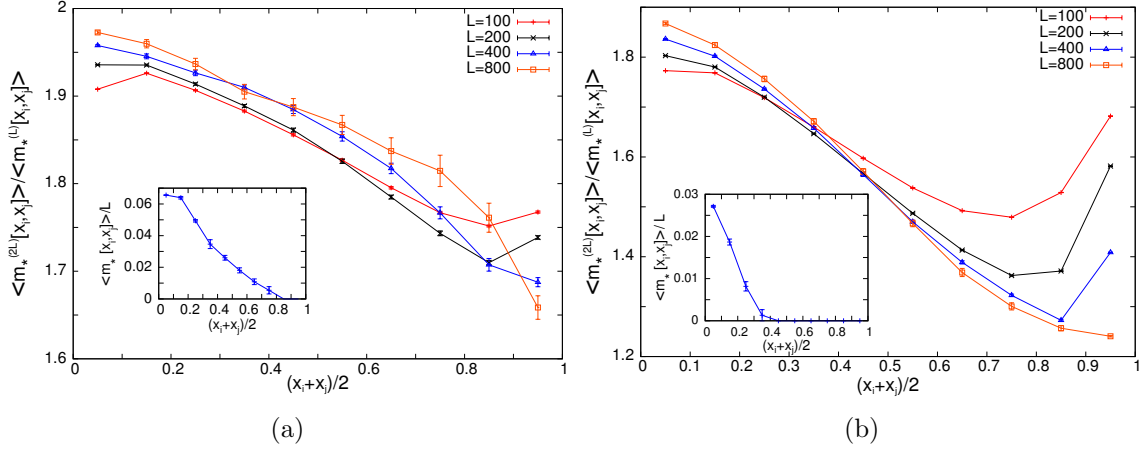 2
1.9
1.8
1.7
1.6
0
0.2
0.4
0.6
0.8
1
<m*^(2L)[xi,xj]>/<m*^(L)[xi,xj]>
(xi+xj)/2
L=100
L=200
L=400
L=800
0.06
0.04
0.02
0
0
0.2
0.4
0.6
0.8
1
<m* [xi,xj]>/L
(xi+xj)/2
(a)
1.8
1.6
1.4
1.2
0
0.1
0.2
0.3
0.4
0.5
0.6
0.7
0.8
0.9
1
<m*^(2L)[xi,xj]>/<m*^(L)[xi,xj]>
(xi+xj)/2
L=100
L=200
L=400
L=800
0.03
0.02
0.01
0
0
0.2
0.4
0.6
0.8
1
<m* [xi,xj]>/ L
(xi+xj)/2
(b)